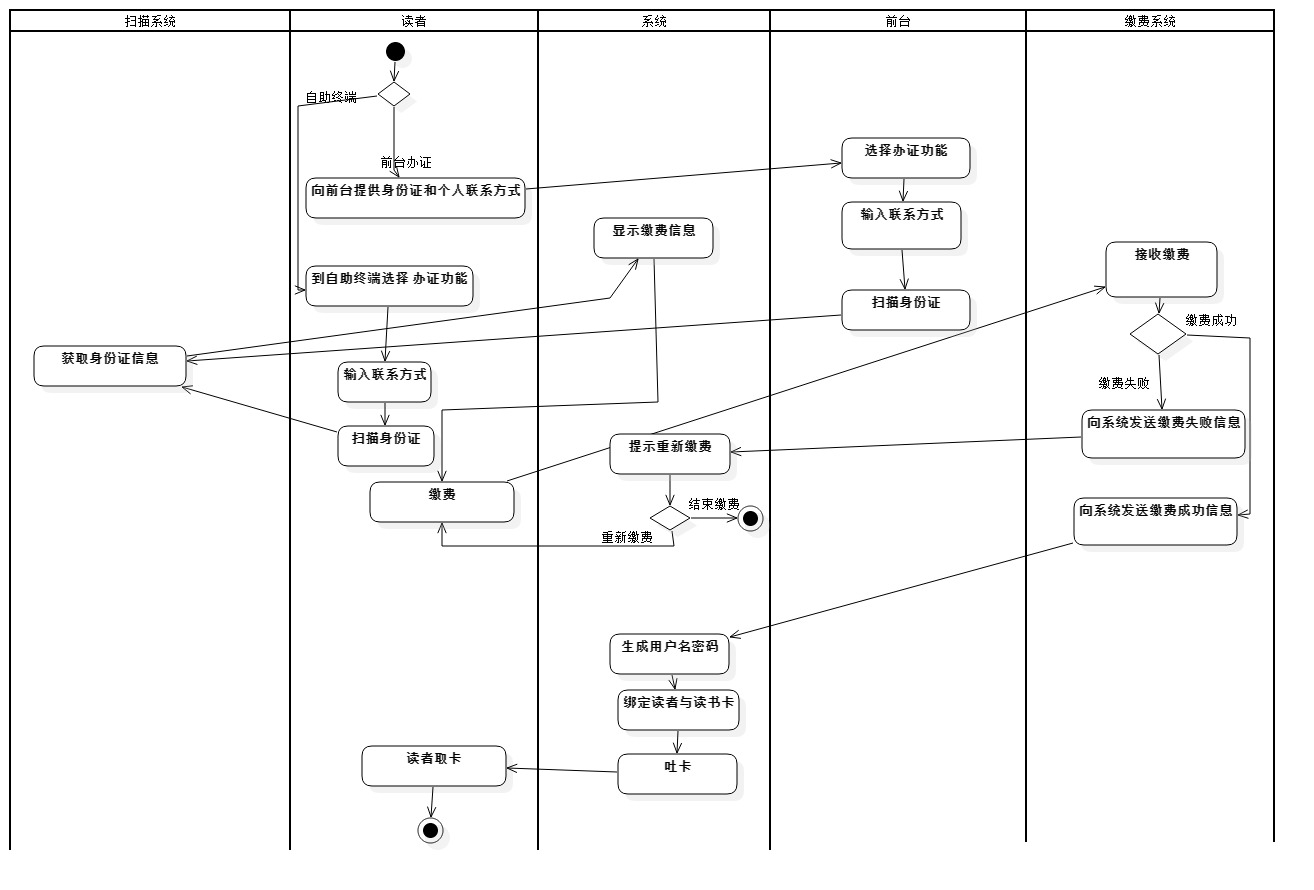 扫描系统
读者
系统
前台
缴费系统
自助终端
前台办证
向前台提供身份证和个人联系方式
选择办证功能
输入联系方式
显示缴费信息
接收缴费
到自助终端选择 办证功能
扫描身份证
缴费成功
获取身份证信息
输入联系方式
缴费失败
扫描身份证
提示重新缴费
向系统发送缴费失败信息
缴费
结束缴费
重新缴费
向系统发送缴费成功信息
生成用户名密码
绑定读者与读书卡
读者取卡
吐卡